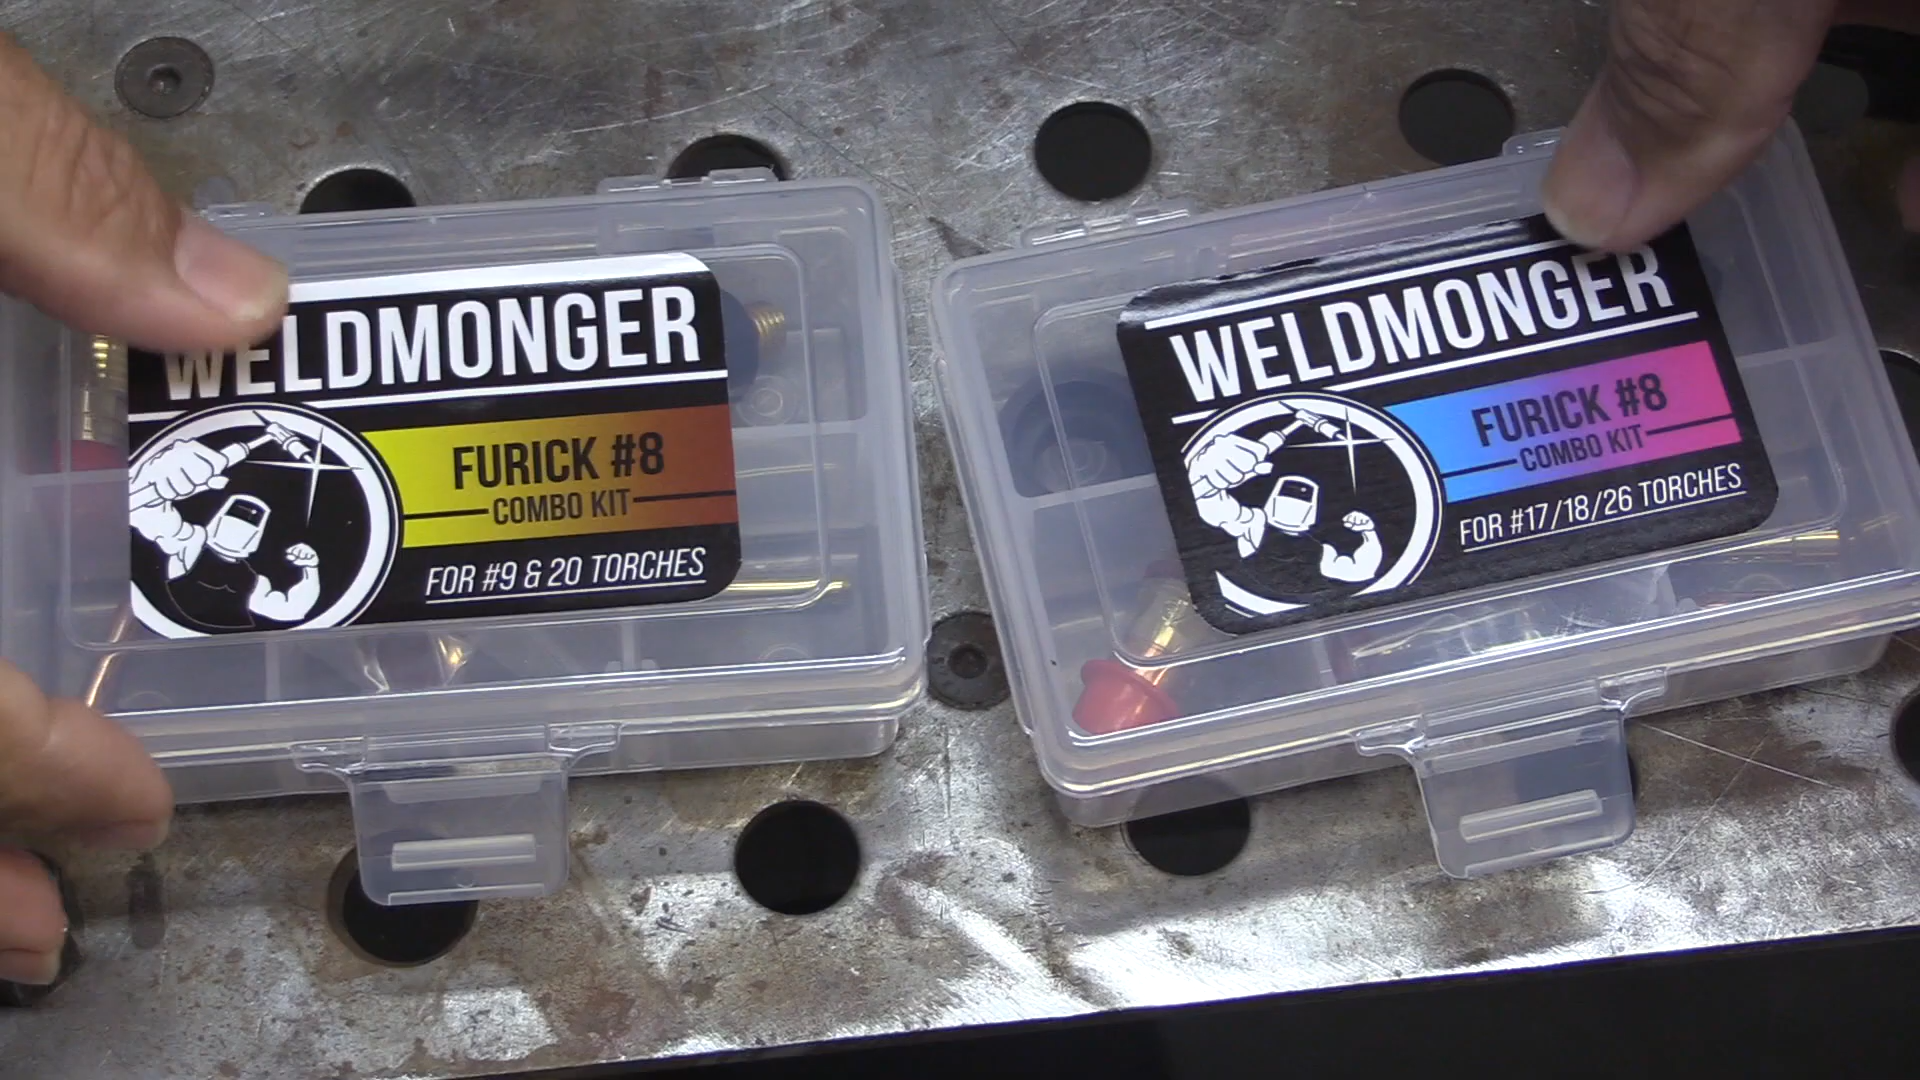 WELDMONGER
FURICK #8
COMBO KIT
FOR #9 & 20 TORCHES
WELDMONGER
FURICK #8
COMBO KIT
FOR #17/18/26 TORCHES